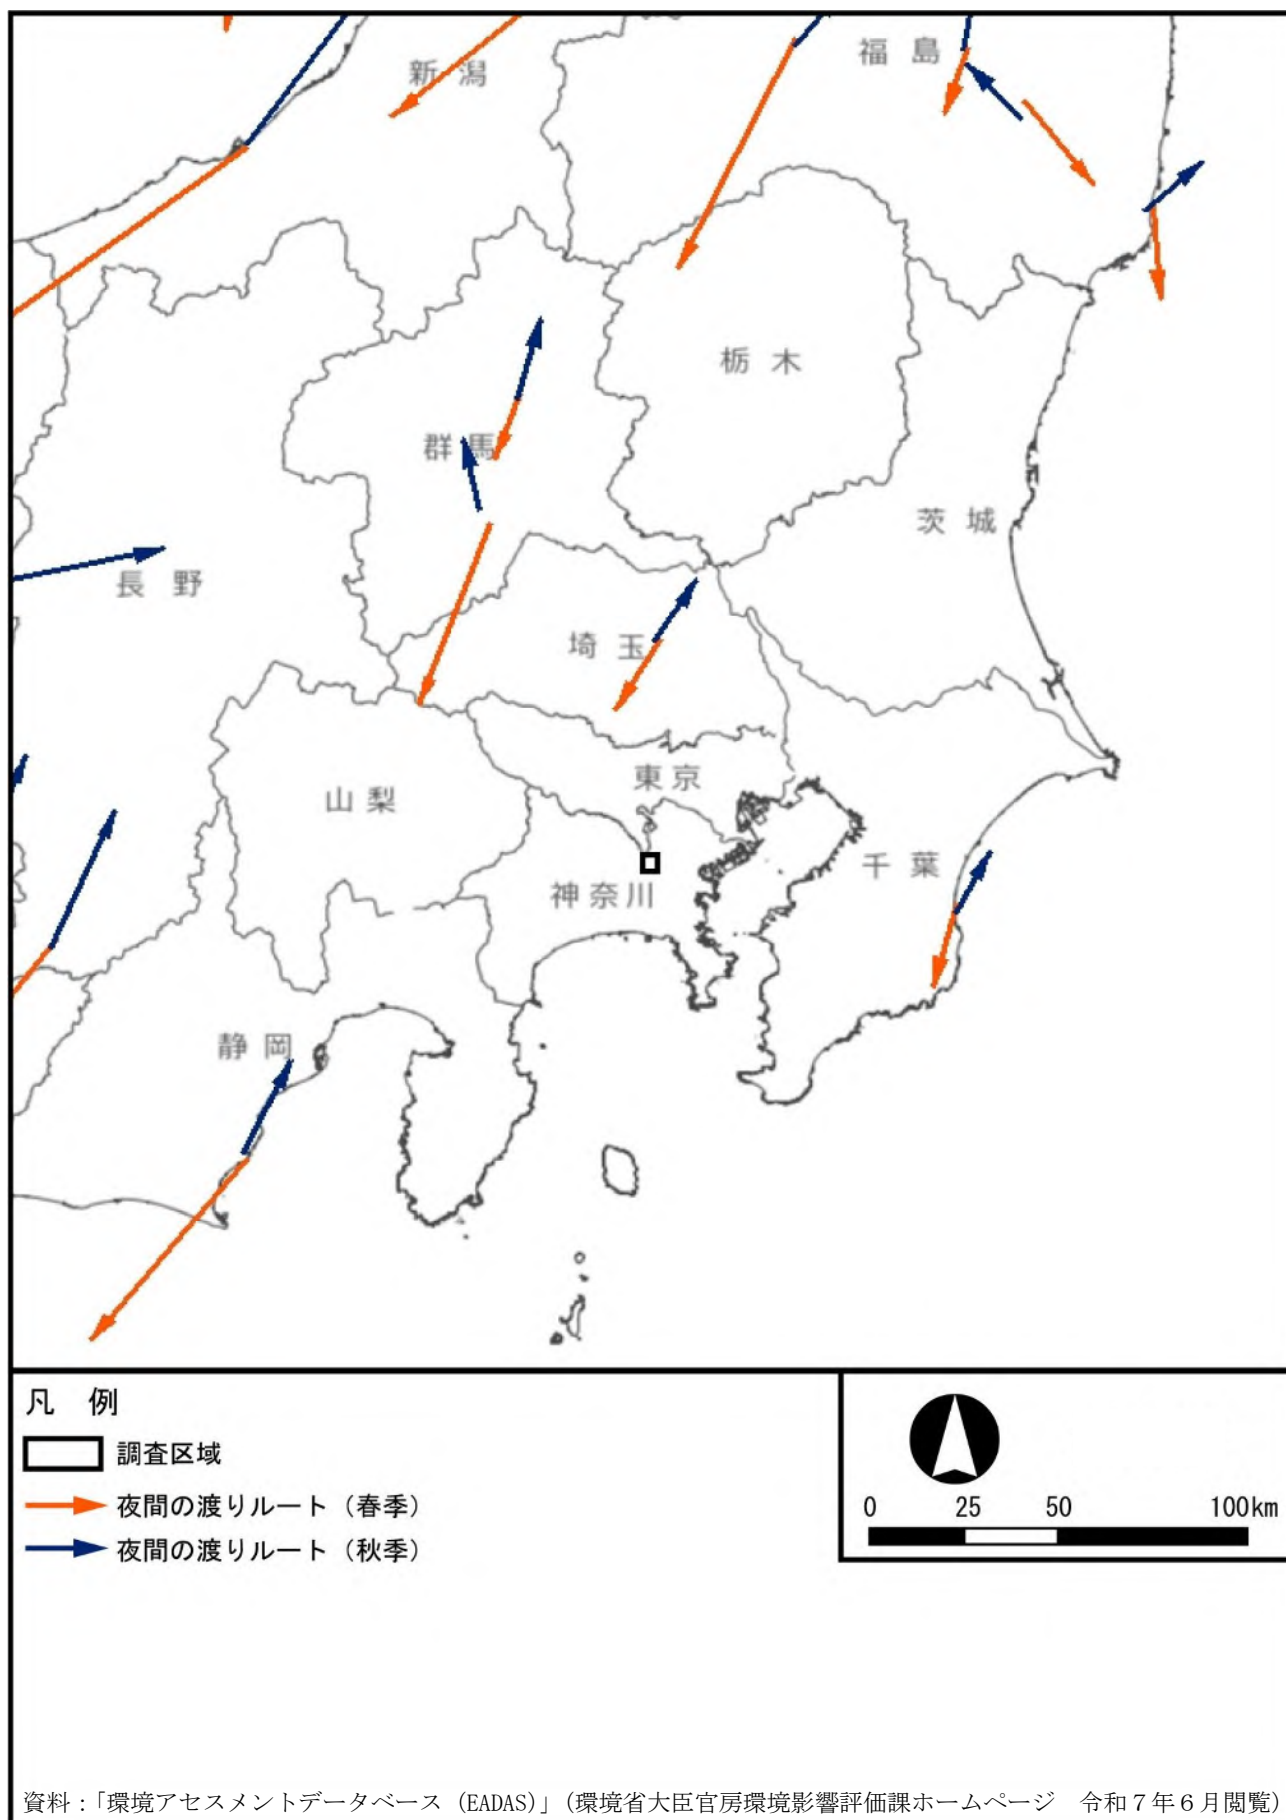 新潟
福島
栃木
群馬
茨城
長野
埼玉
東京
山梨
千葉
神奈川
静岡
凡　例
調査区域
夜間の渡りルート（春季）
夜間の渡りルート（秋季）
0 25 50 100km
資料：「環境アセスメントデータベース（EADAS）」（環境省大臣官房環境影響評価課ホームページ　令和７年６月閲覧）